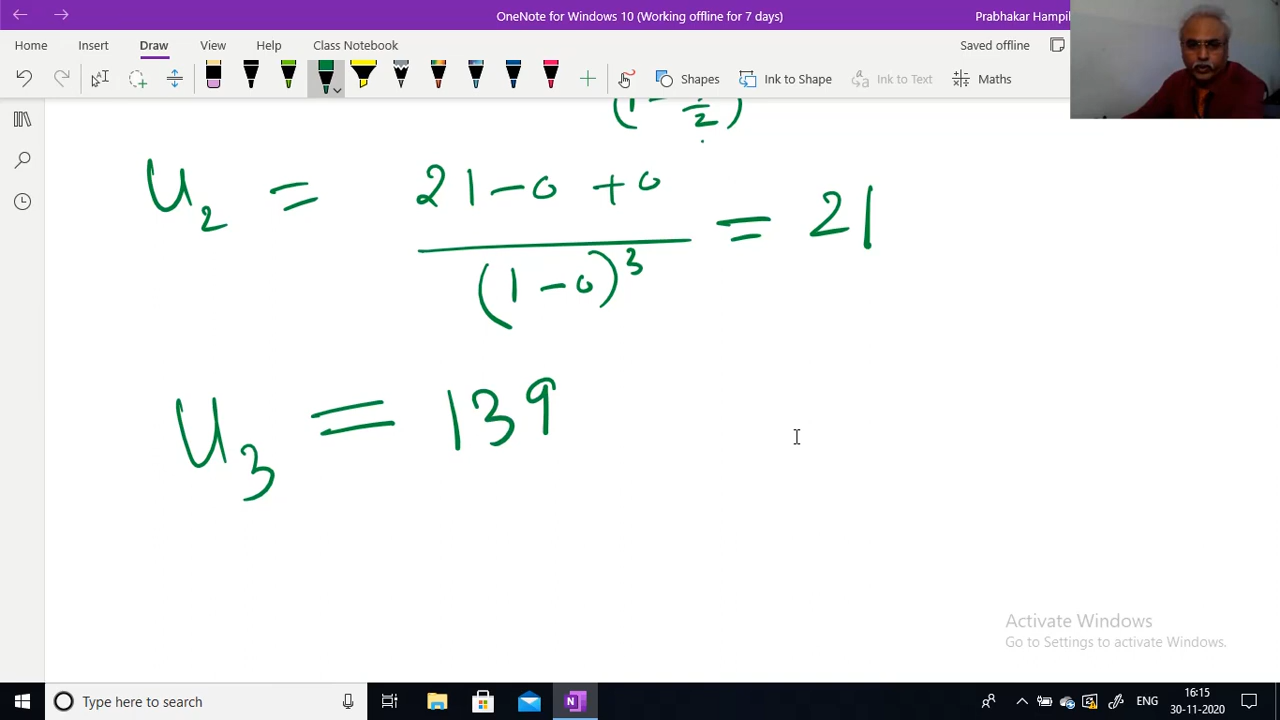 OneNote for Windows 10 (Working offline for 7 days)
Prabhakar Hampil
Home Insert Draw View Help Class Notebook Saved offline
Shapes Ink to Shape Ink to Text Maths
U₂ = (21 - 0 + 0) / (1 - 0)³ = 21
U₃ = 139
Activate Windows
Go to Settings to activate Windows.
Type here to search
ENG
16:15
30-11-2020